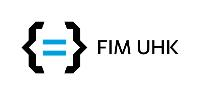 {=} FIM UHK